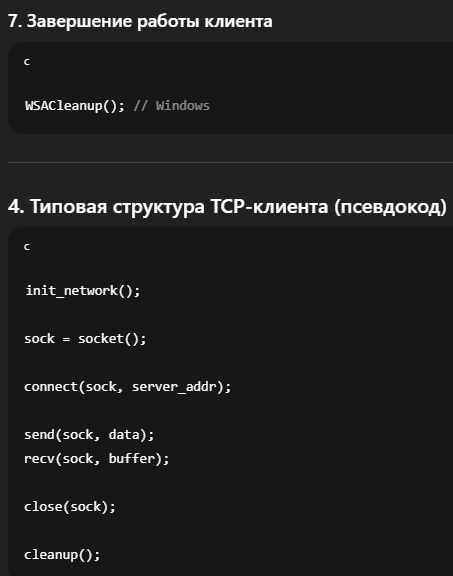 7. Завершение работы клиента
c
WSACleanup(); // Windows
4. Типовая структура TCP-клиента (псевдокод)
c
init_network();
sock = socket();
connect(sock, server_addr);
send(sock, data);
recv(sock, buffer);
close(sock);
cleanup();